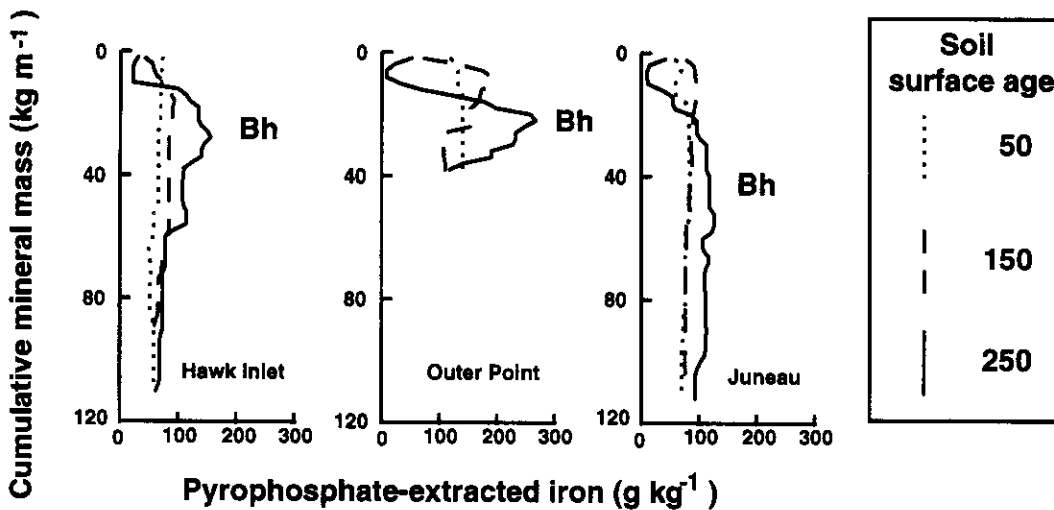 Cumulative mineral mass (kg m-1)
0
40
80
120
0 100 200 300
Bh
Hawk Inlet
0
40
80
120
0 100 200 300
Bh
Outer Point
0
40
80
120
0 100 200 300
Bh
Juneau
Pyrophosphate-extracted iron (g kg-1)
Soil
surface age
50
150
250